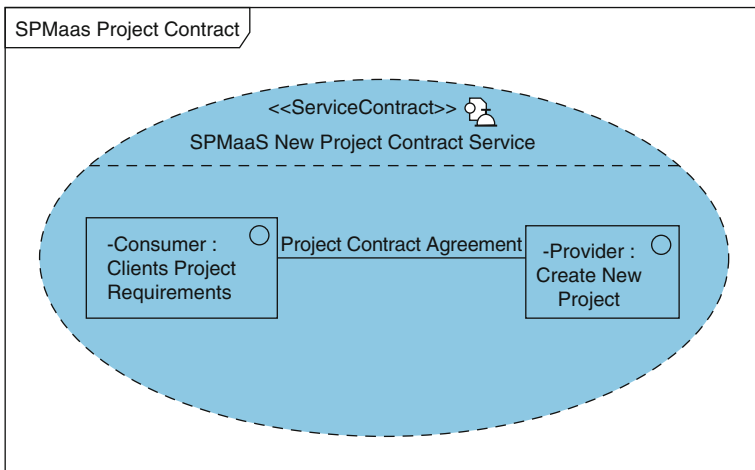 SPMaas Project Contract
<<ServiceContract>>
SPMaaS New Project Contract Service
-Consumer :
Clients Project
Requirements
Project Contract Agreement
-Provider :
Create New
Project